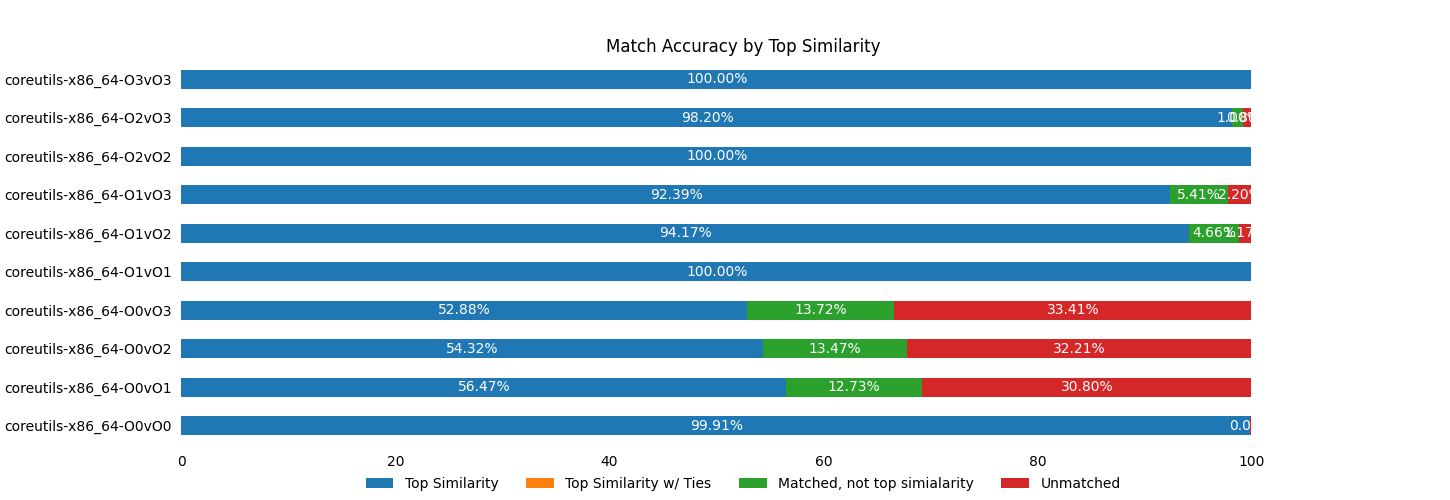 Match Accuracy by Top Similarity
coreutils-x86_64-O3vO3 100.00%
coreutils-x86_64-O2vO3 98.20%
coreutils-x86_64-O2vO2 100.00%
coreutils-x86_64-O1vO3 92.39% 5.41% 2.20%
coreutils-x86_64-O1vO2 94.17% 4.66% 1.17
coreutils-x86_64-O1vO1 100.00%
coreutils-x86_64-O0vO3 52.88% 13.72% 33.41%
coreutils-x86_64-O0vO2 54.32% 13.47% 32.21%
coreutils-x86_64-O0vO1 56.47% 12.73% 30.80%
coreutils-x86_64-O0vO0 99.91% 0.0
0 20 40 60 80 100
Top Similarity Top Similarity w/ Ties Matched, not top simialarity Unmatched